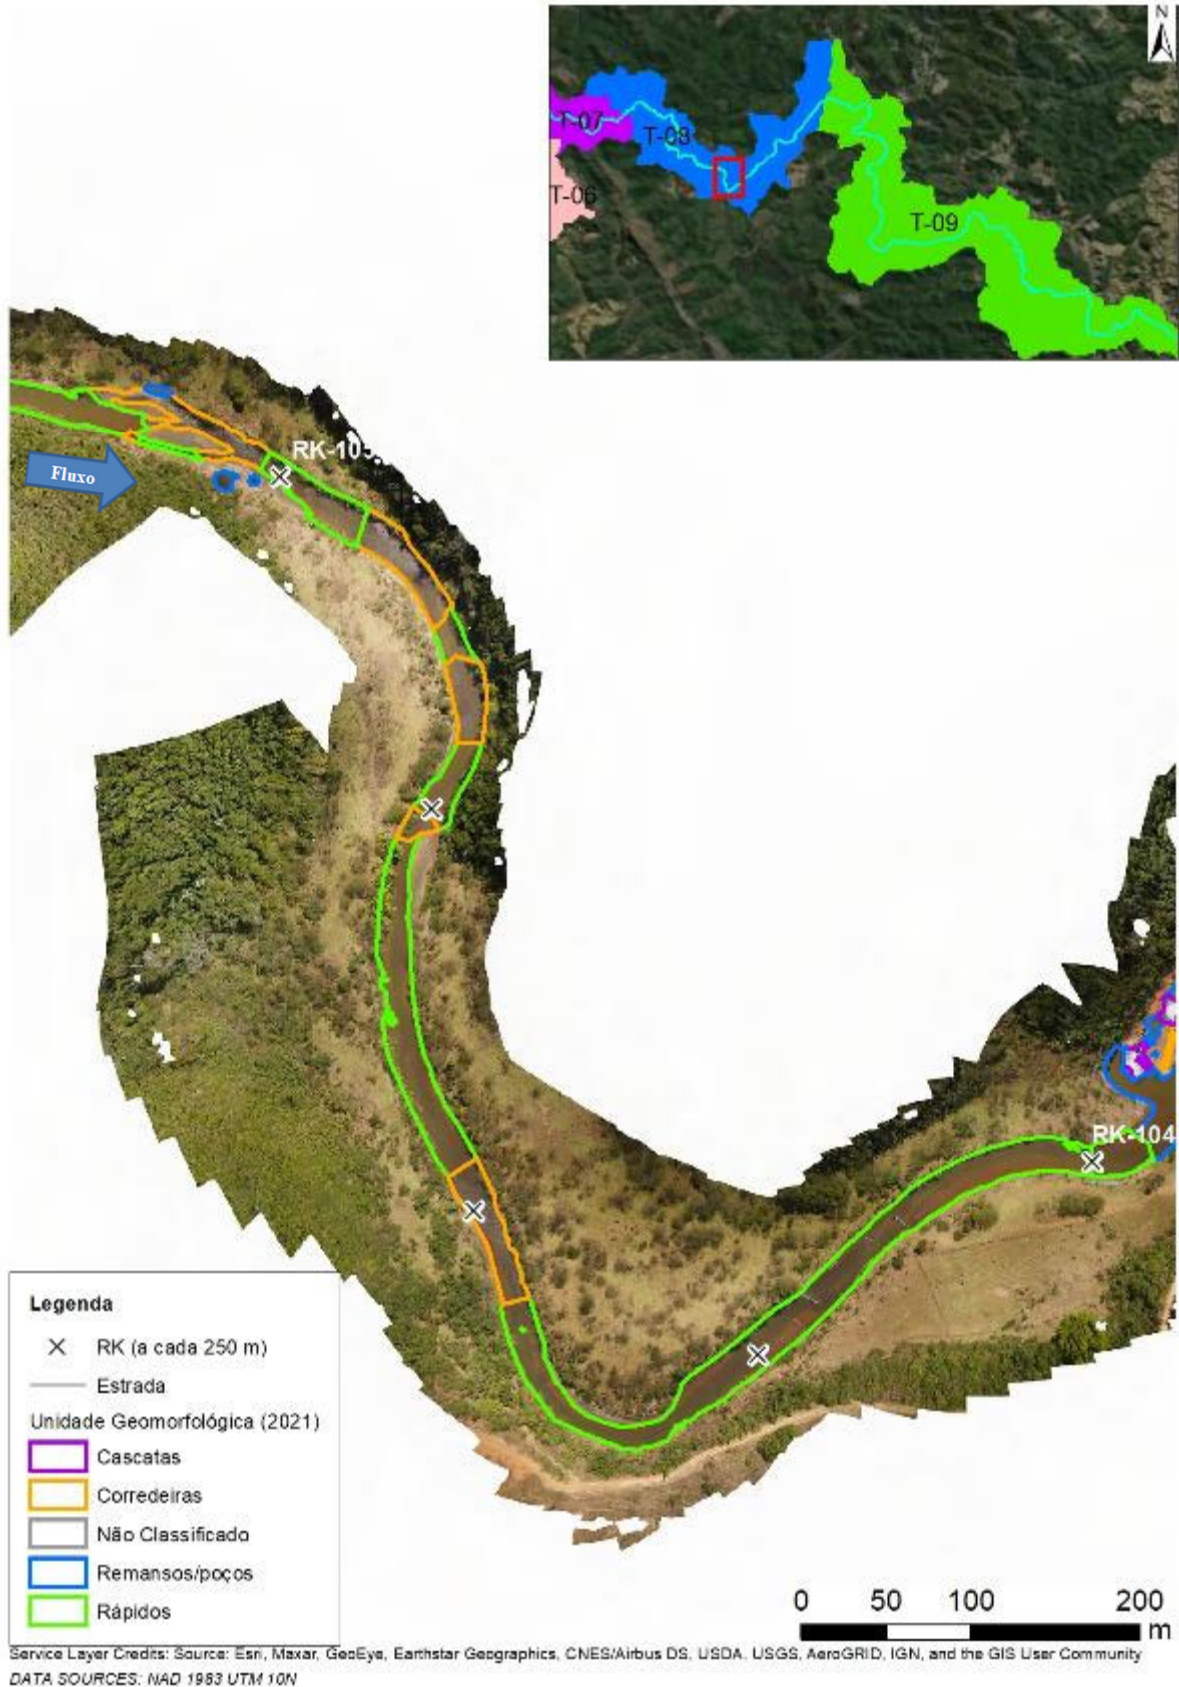 N
T-07
T-08
T-06
T-09
RK-105
Fluxo
RK-104
Legenda
RK (a cada 250 m)
Estrada
Unidade Geomorfológica (2021)
Cascatas
Corredeiras
Não Classificado
Remansos/poços
Rápidos
0 50 100 200
m
Service Layer Credits: Source: Esri, Maxar, GeoEye, Earthstar Geographics, CNES/Airbus DS, USDA, USGS, AeroGRID, IGN, and the GIS User Community
DATA SOURCES: NAD 1983 UTM 10N